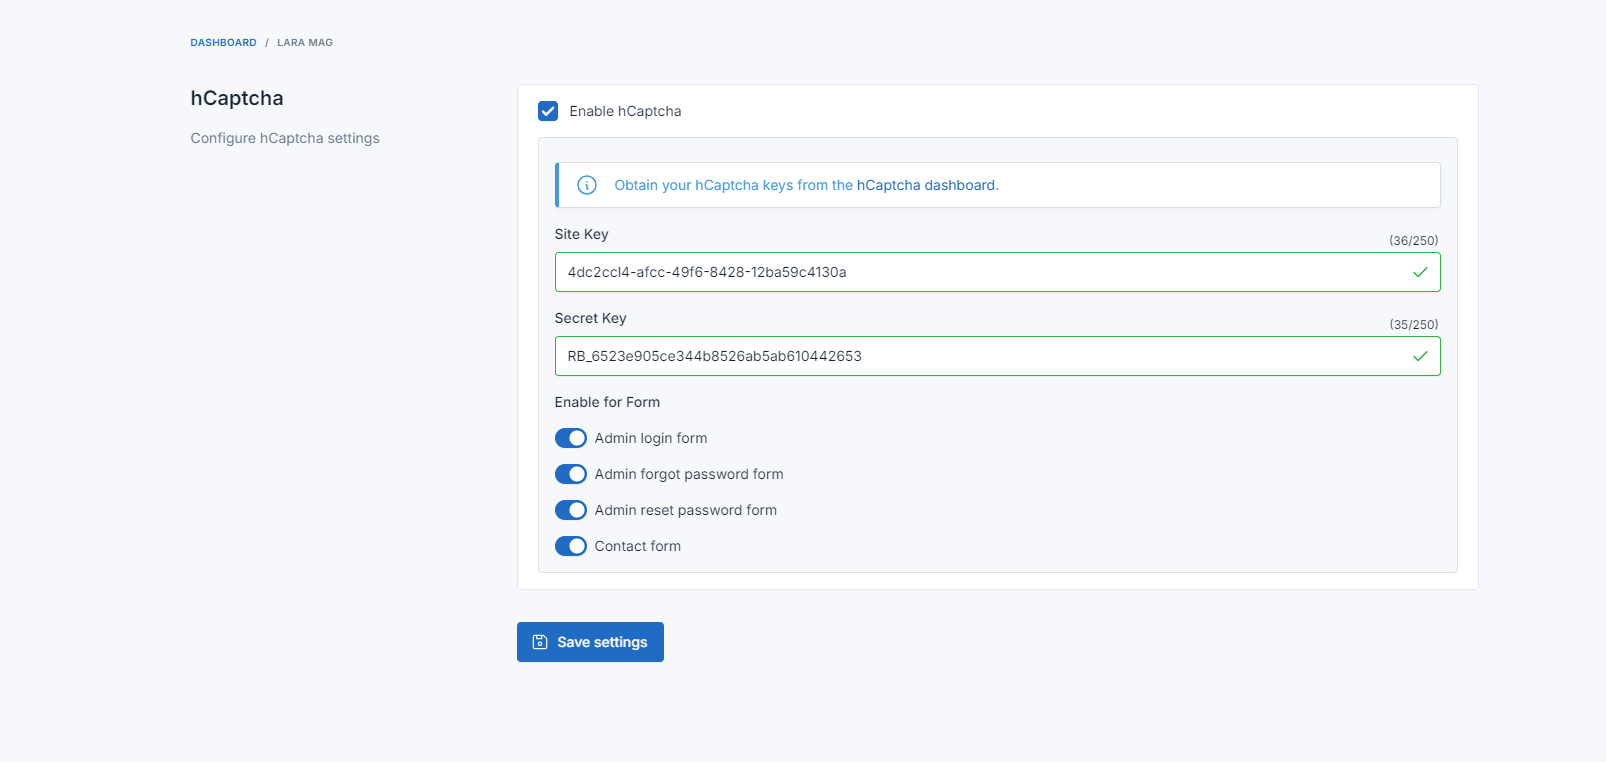 DASHBOARD / LARA MAG
hCaptcha
Configure hCaptcha settings
Enable hCaptcha
Obtain your hCaptcha keys from the hCaptcha dashboard.
Site Key
(36/250)
4dc2ccl4-afcc-49f6-8428-12ba59c4130a
Secret Key
(35/250)
RB_6523e905ce344b8526ab5ab610442653
Enable for Form
Admin login form
Admin forgot password form
Admin reset password form
Contact form
Save settings